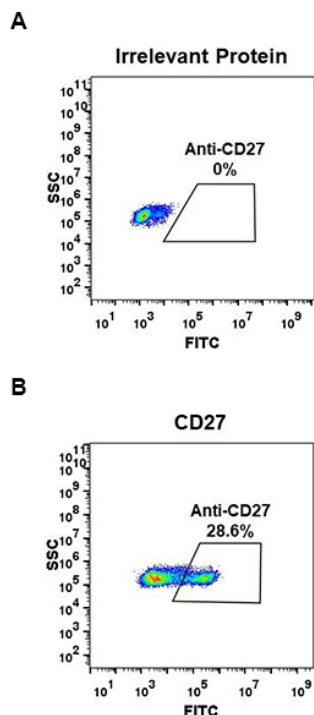 A
Irrelevant Protein
10¹¹
10¹⁰
10⁹
10⁸
10⁷
10⁶
10⁵
10⁴
10³
10²
SSC
Anti-CD27
0%
10¹ 10³ 10⁵ 10⁷ 10⁹
FITC
B
CD27
10¹¹
10¹⁰
10⁹
10⁸
10⁷
10⁶
10⁵
10⁴
10³
10²
SSC
Anti-CD27
28.6%
10¹ 10³ 10⁵ 10⁷ 10⁹
FITC